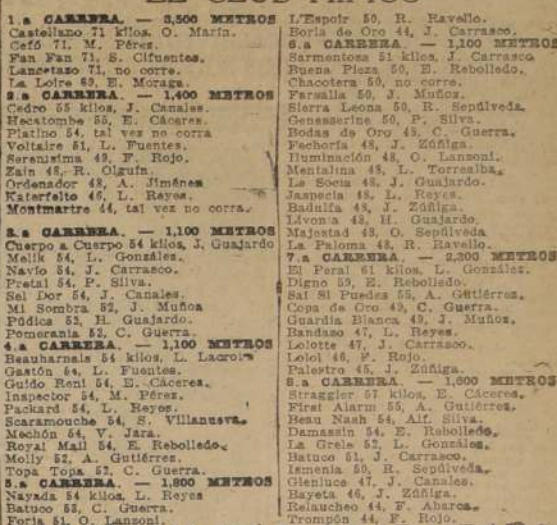 1.a CARRERA. — 3,500 METROS
Castellano 71 kilos, O. Marín.
Cefó 71, M. Pérez.
Fan Fan 71, S. Cifuentes.
Lancetazo 71, no corre.
La Loire 69, E. Moraga.
2.a CARRERA. — 1,400 METROS
Cedro 55 kilos, J. Canales.
Hecatombe 55, E. Cáceres.
Platino 54, tal vez no corra
Voltaire 51, L. Fuentes.
Serenísima 49, F. Rojo.
Zain 48, R. Olguín.
Ordenador 48, A. Jiménez
Katerfelto 46, L. Reyes.
Montmartre 44, tal vez no corra.
3.a CARRERA. — 1,100 METROS
Cuerpo a Cuerpo 54 kilos, J. Guajardo
Melik 54, L. González.
Navío 54, J. Carrasco.
Pretal 54, P. Silva.
Sel Dor 54, J. Canales.
Mi Sombra 52, J. Muñoz
Púdica 52, H. Guajardo.
Pomerania 52, C. Guerra.
4.a CARRERA. — 1,100 METROS
Beauharnais 54 kilos, L. Lacroix
Gastón 54, L. Fuentes.
Guido Reni 54, E. Cáceres.
Inspector 54, M. Pérez.
Packard 54, L. Reyes.
Scaramouche 54, S. Villanueva.
Mechón 54, V. Jara.
Royal Mail 54, E. Rebolledo.
Molly 52, A. Gutiérrez.
Topa Topa 52, C. Guerra.
5.a CARRERA. — 1,800 METROS
Nayada 54 kilos, L. Reyes
Batuco 53, C. Guerra.
Foria 51, O. Lanzoni.
L'Espoir 50, R. Ravello.
Borla de Oro 44, J. Carrasco.
6.a CARRERA. — 1,100 METROS
Sarmentosa 51 kilos, J. Carrasco
Buena Pieza 50, E. Rebolledo.
Chacotera 50, no corre.
Farsalia 50, J. Muñoz.
Sierra Leona 50, R. Sepúlveda.
Genesserine 50, P. Silva.
Bodas de Oro 45, C. Guerra.
Fechoría 48, J. Zúñiga.
Iluminación 48, O. Lanzoni.
Mentalina 48, L. Torrealba.
La Socia 48, J. Guajardo.
Jaspecia 48, L. Reyes.
Badulfa 48, J. Zúñiga.
Livonia 48, H. Guajardo.
Majestad 48, O. Sepúlveda
La Paloma 48, R. Ravello.
7.a CARRERA. — 2,200 METROS
El Peral 61 kilos, L. González.
Digno 59, E. Rebolledo.
Sal Si Puedes 55, A. Gutiérrez.
Copa de Oro 49, C. Guerra.
Guardia Blanca 49, J. Muñoz.
Bandazo 47, L. Reyes.
Lolotte 47, J. Carrasco.
Lolol 46, F. Rojo.
Palestro 45, J. Zúñiga.
8.a CARRERA. — 1,600 METROS
Straggler 57 kilos, E. Cáceres.
First Alarm 55, A. Gutiérrez.
Beau Nash 54, Alf. Silva.
Damassin 54, E. Rebolledo.
La Grele 52, L. González.
Batuco 51, J. Carrasco.
Ismenia 50, R. Sepúlveda.
Glenluce 47, J. Canales.
Bayeta 46, J. Zúñiga.
Relaucheo 44, F. Abarca.
Trompón 44, F. Rojo.